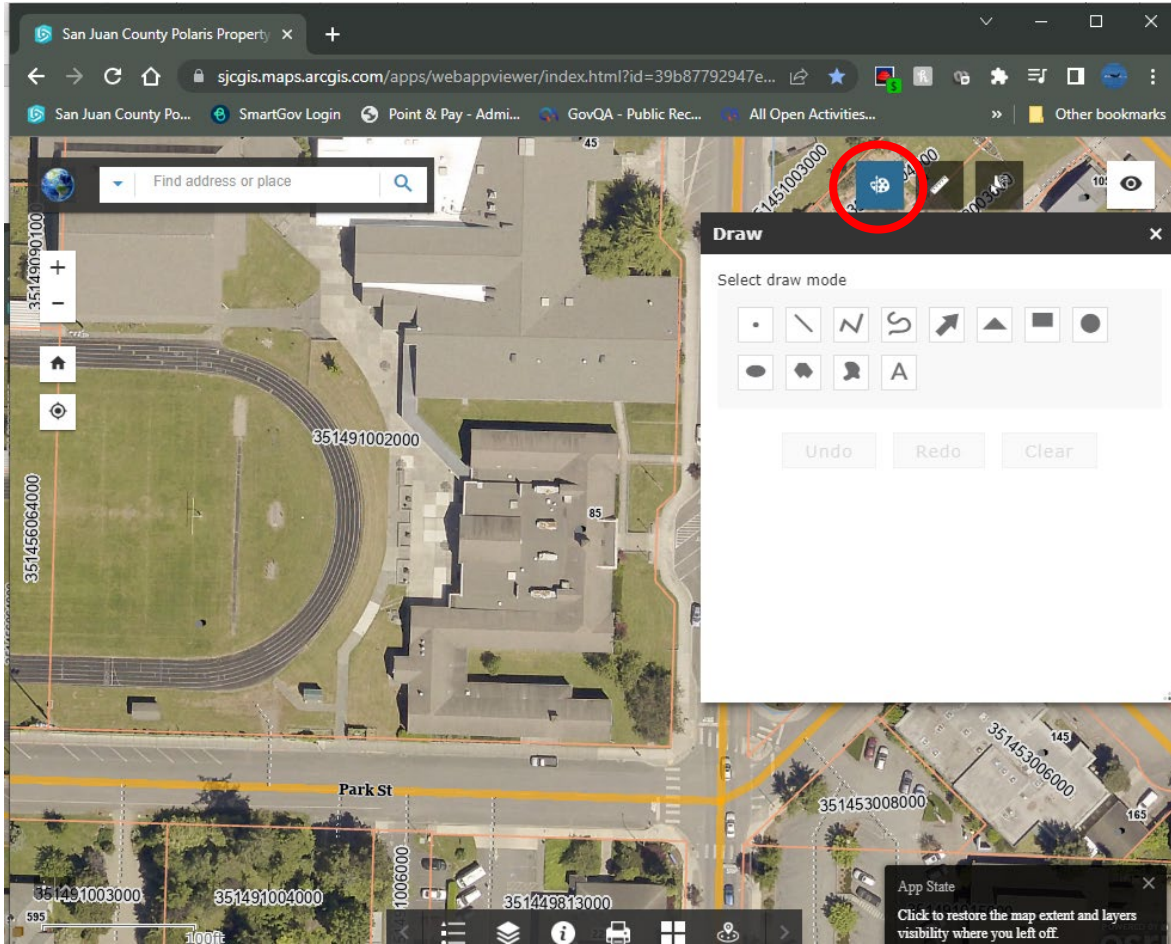 San Juan County Polaris Property
sjcgis.maps.arcgis.com/apps/webappviewer/index.html?id=39b87792947e...
San Juan County Po...
SmartGov Login
Point & Pay - Admi...
GovQA - Public Rec...
All Open Activities...
»
Other bookmarks
Find address or place
45
Draw
Select draw mode
A
Undo
Redo
Clear
351491002000
351456064000
85
Park St
351453006000
145
165
351453008000
351491003000
351491004000
351449813000
595
100ft
App State
Click to restore the map extent and layers
visibility where you left off.